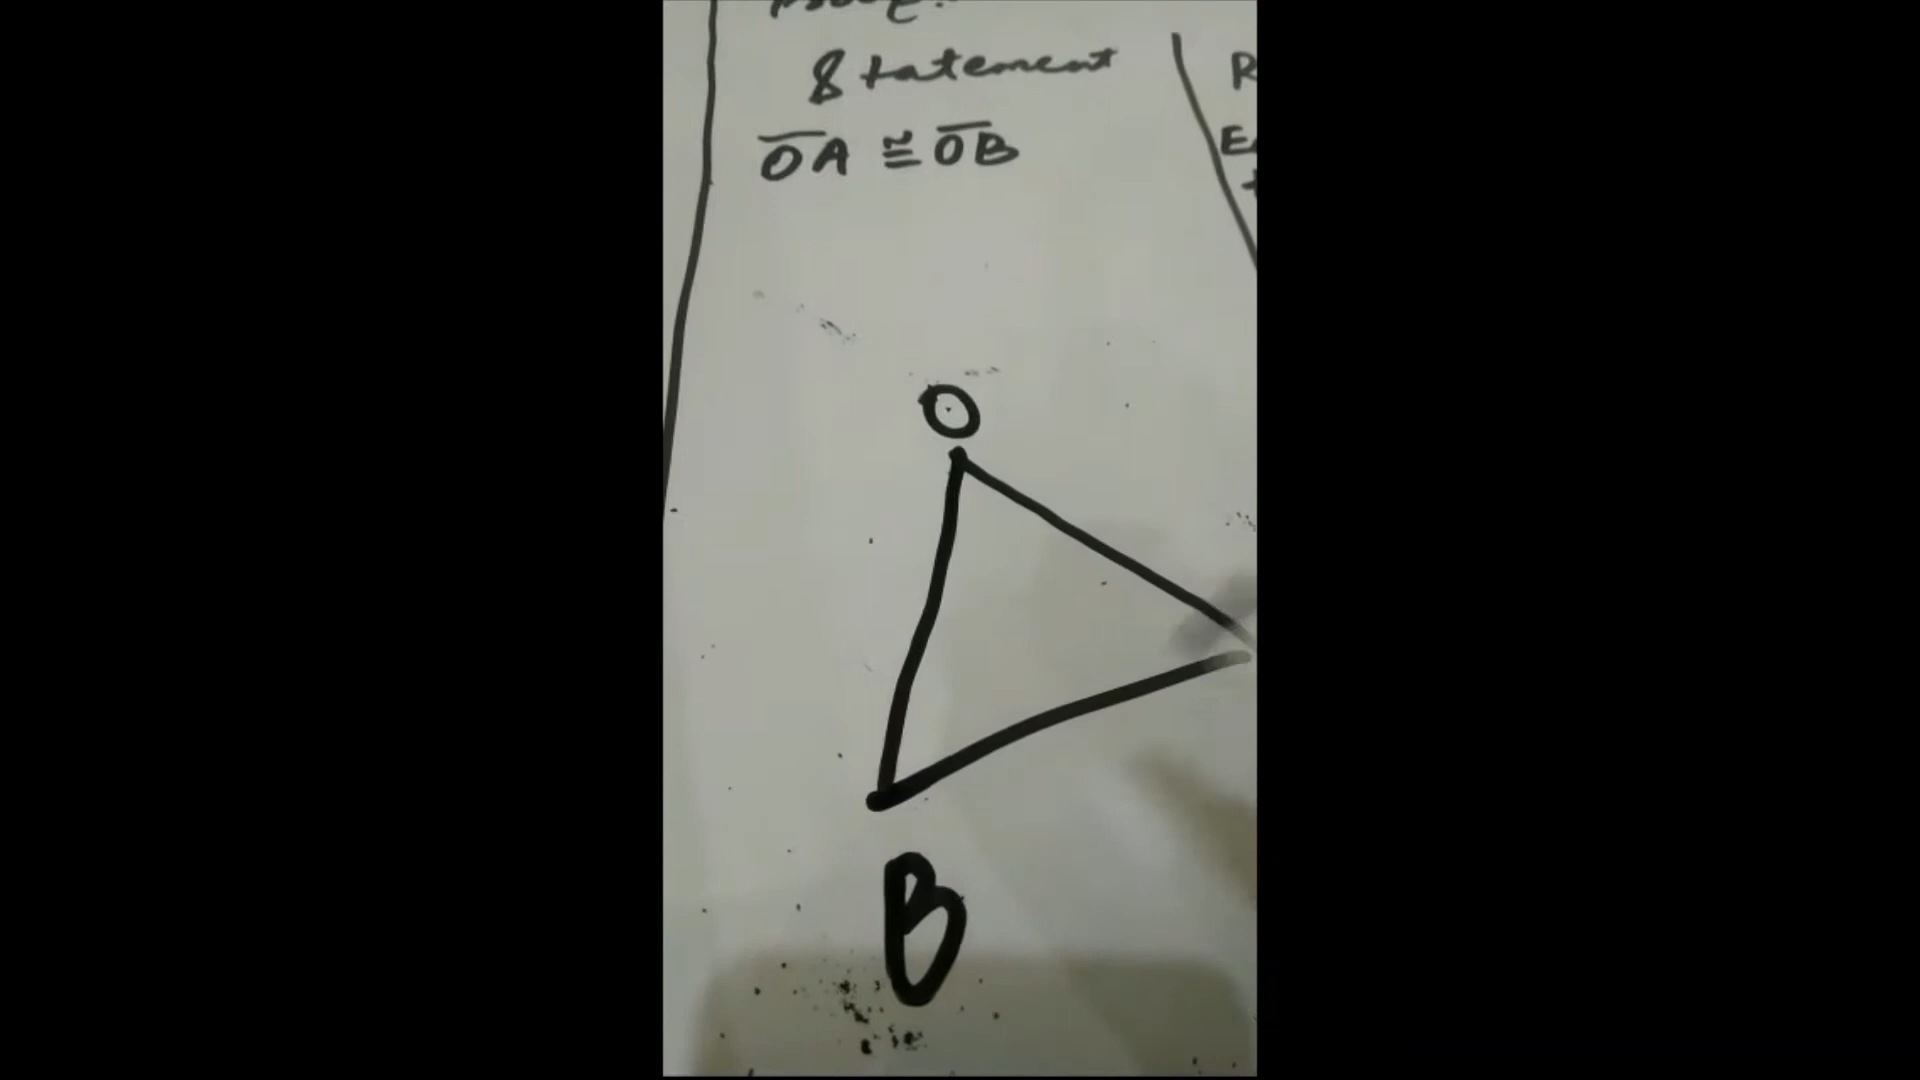 Statement
R
OA ≅ OB
E
O
B